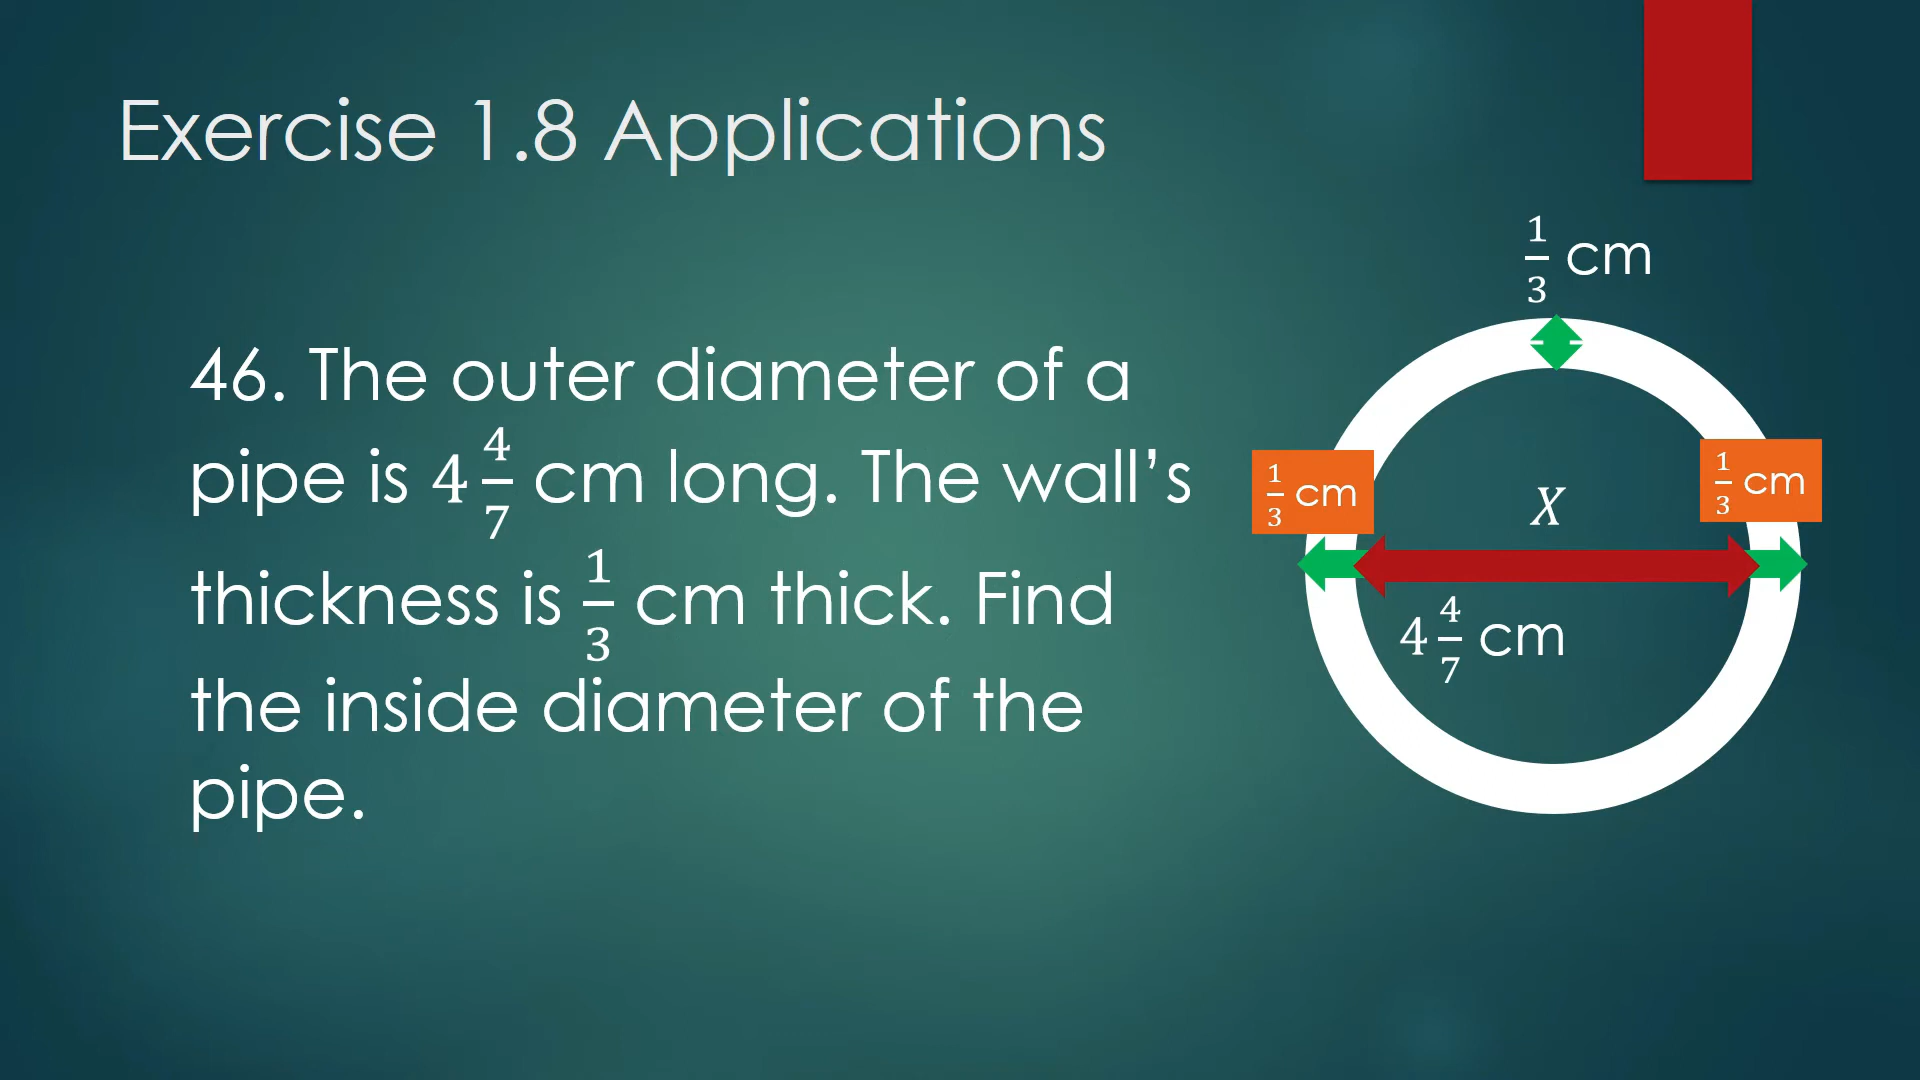 Exercise 1.8 Applications
46. The outer diameter of a
pipe is 4 4/7 cm long. The wall’s
thickness is 1/3 cm thick. Find
the inside diameter of the
pipe.
1/3 cm
1/3 cm
1/3 cm
X
4 4/7 cm